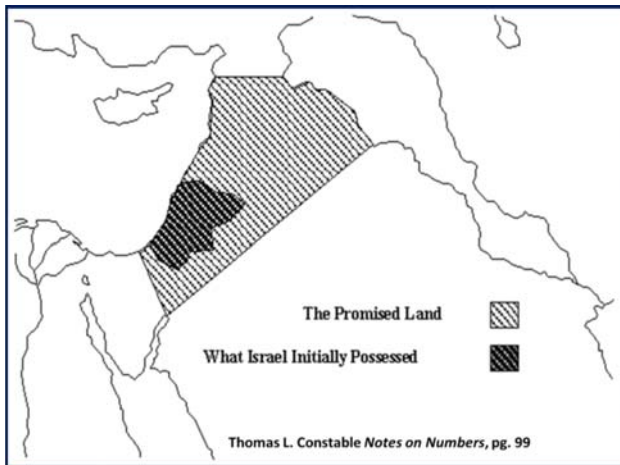 The Promised Land
What Israel Initially Possessed
Thomas L. Constable Notes on Numbers, pg. 99